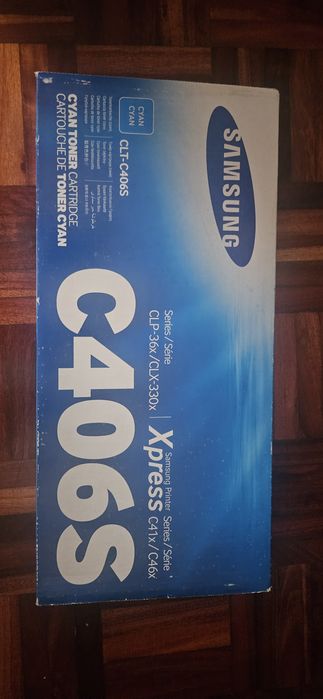 SAMSUNG
CYAN
CYAN
CLT-C406S
CYAN TONER CARTRIDGE
CARTOUCHE DE TONER CYAN
Series / Série
CLP-36x/CLX-330x
Samsung Printer Series / Série
Xpress C41x/ C46x
C406S